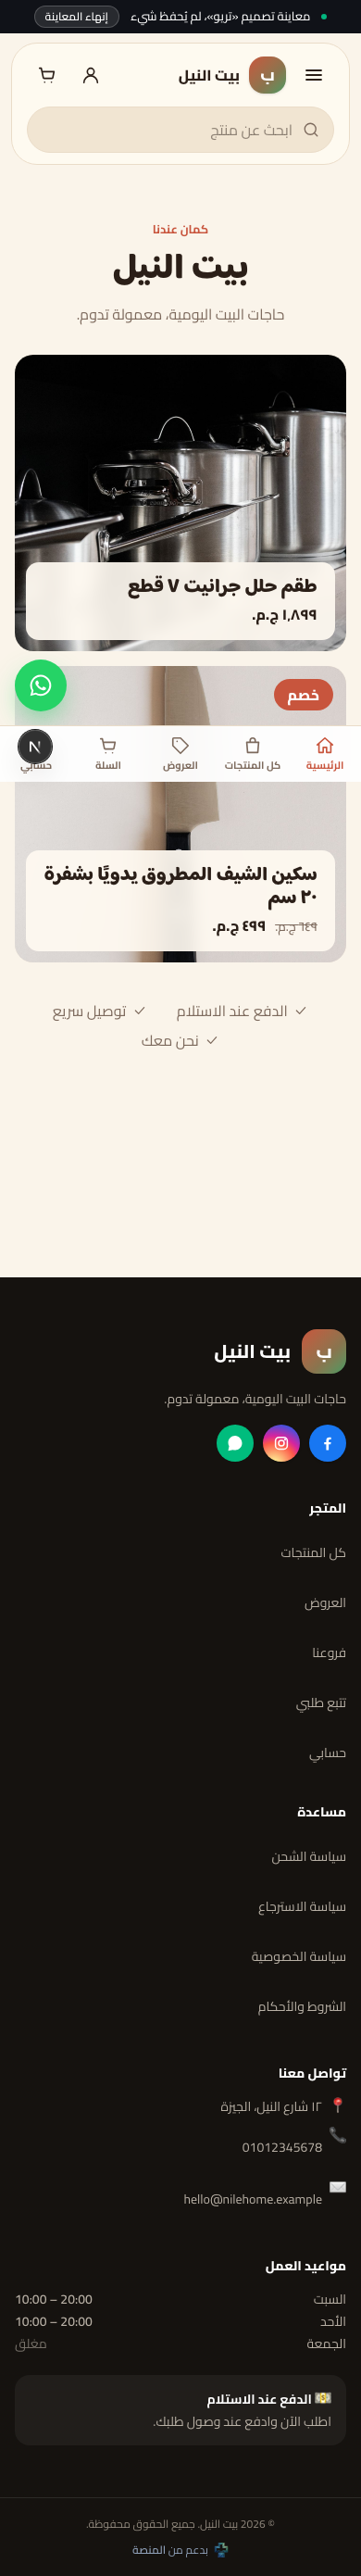 معاينة تصميم «تربو»، لم يُحفظ شيء
إنهاء المعاينة
ب
بيت النيل
ابحث عن منتج
كمان عندنا
بيت النيل
حاجات البيت اليومية، معمولة تدوم.
طقم حلل جرانيت ٧ قطع
١٬٨٩٩ ج.م.
خصم
الرئيسية
كل المنتجات
العروض
السلة
حسابي
N
سكين الشيف المطروق يدويًا بشفرة
٢٠ سم
٦٤٩ ج.م. ٤٩٩ ج.م.
الدفع عند الاستلام
توصيل سريع
نحن معك
ب
بيت النيل
حاجات البيت اليومية، معمولة تدوم.
المتجر
كل المنتجات
العروض
فروعنا
تتبع طلبي
حسابي
مساعدة
سياسة الشحن
سياسة الاسترجاع
سياسة الخصوصية
الشروط والأحكام
تواصل معنا
١٢ شارع النيل، الجيزة
01012345678
hello@nilehome.example
مواعيد العمل
السبت 10:00 – 20:00
الأحد 10:00 – 20:00
الجمعة مغلق
الدفع عند الاستلام
اطلب الآن وادفع عند وصول طلبك.
© 2026 بيت النيل. جميع الحقوق محفوظة.
بدعم من المنصة